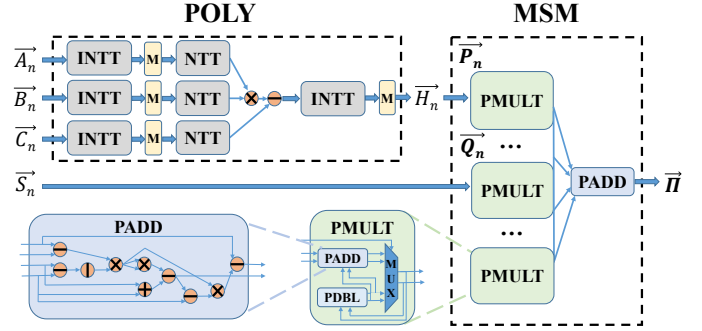 POLY
MSM
A_n
INTT
M
NTT
B_n
INTT
M
NTT
INTT
M
H_n
C_n
INTT
M
NTT
S_n
P_n
PMULT
Q_n
...
PMULT
PADD
Π
...
PMULT
PADD
PMULT
PADD
PDBL
MUX